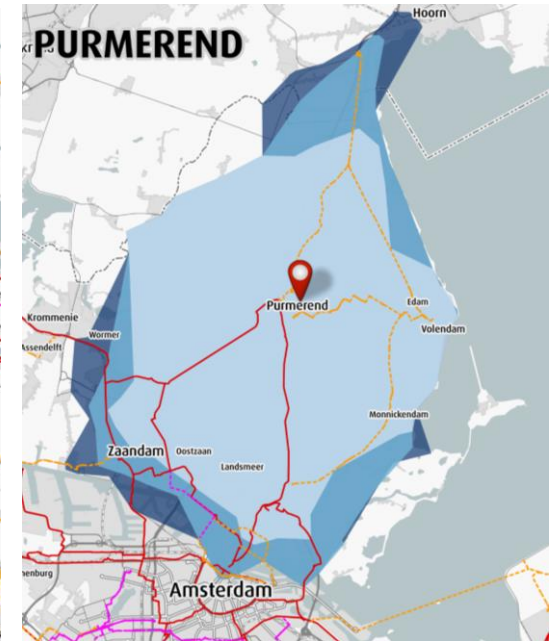 Hoorn
PURMEREND
Purmerend
Edam
Volendam
Krommenie
Wormer
Assendelft
Monnickendam
Zaandam
Oostzaan
Landsmeer
Amsterdam